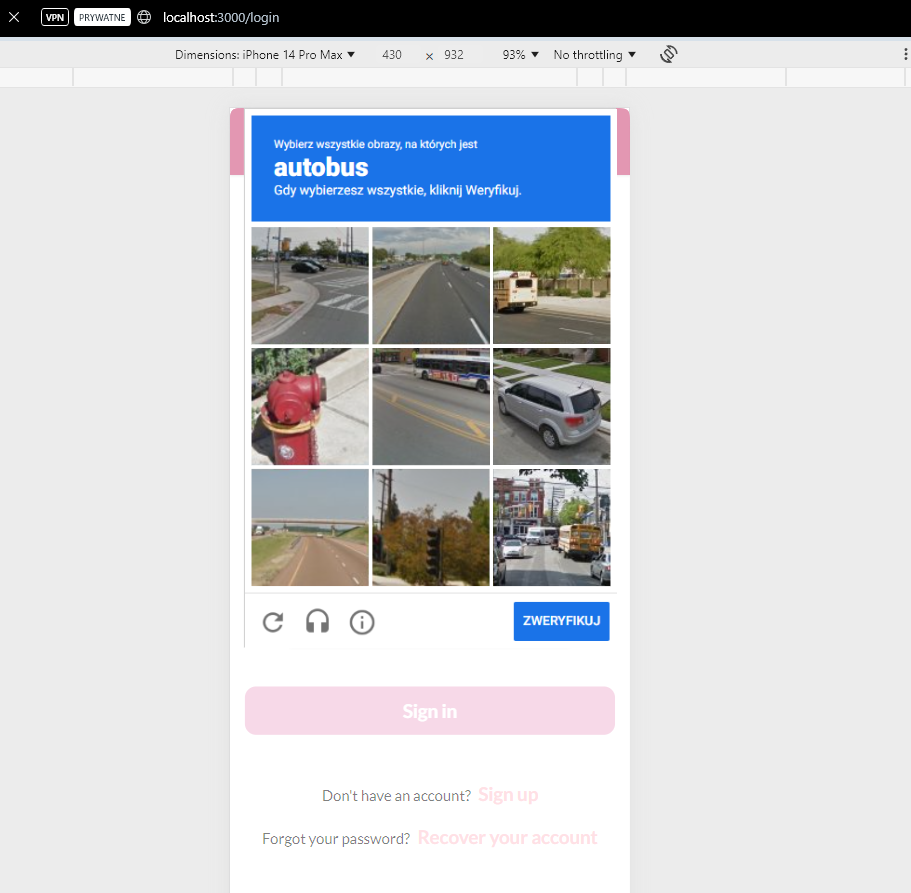 VPN PRYWATNE localhost:3000/login
Dimensions: iPhone 14 Pro Max 430 × 932 93% No throttling
Wybierz wszystkie obrazy, na których jest
autobus
Gdy wybierzesz wszystkie, kliknij Weryfikuj.
ZWERYFIKUJ
Sign in
Don't have an account? Sign up
Forgot your password? Recover your account